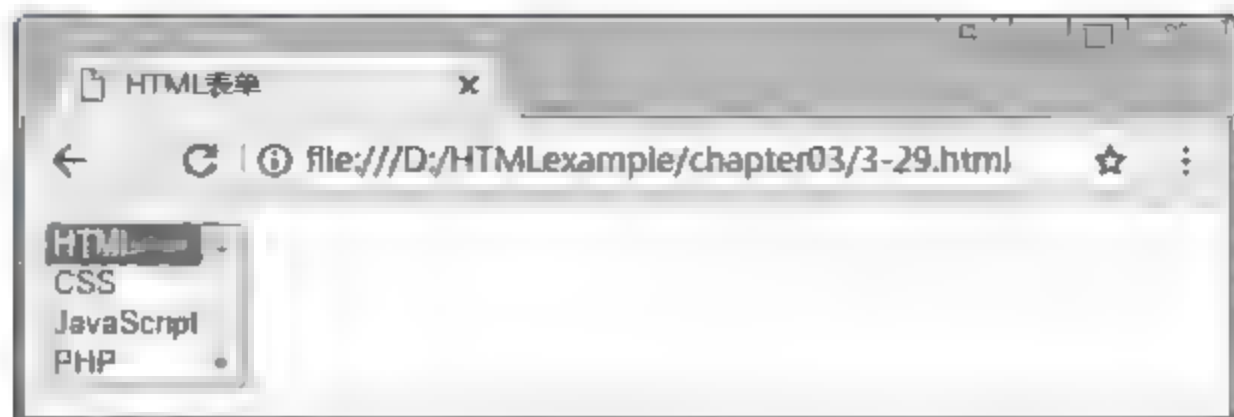 HTML表单
file:///D:/HTMLexample/chapter03/3-29.html
HTML
CSS
JavaScript
PHP